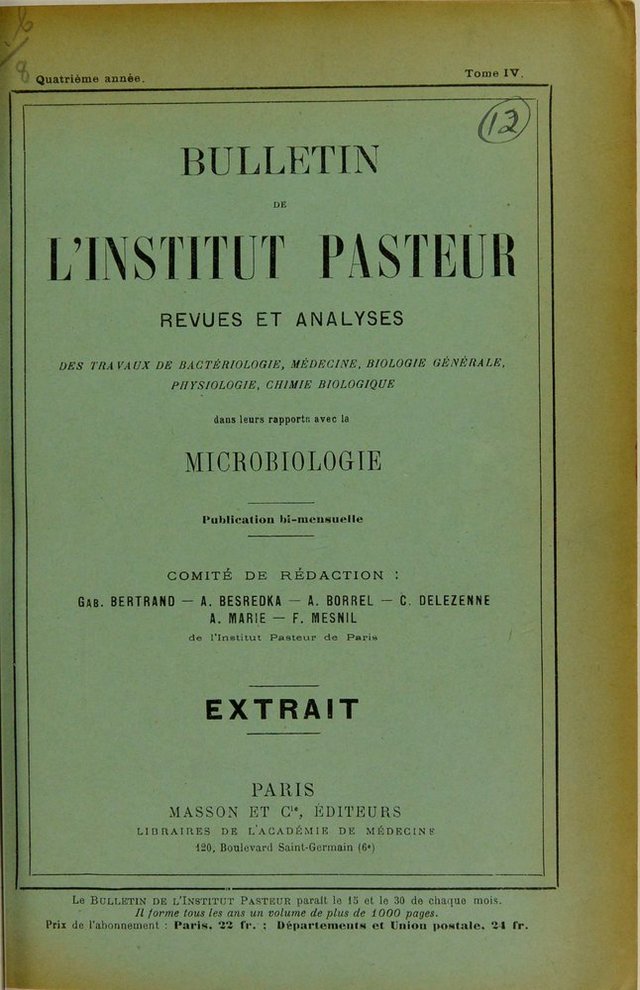 Quatrième année.
Tome IV.
12
BULLETIN
DE
L'INSTITUT PASTEUR
REVUES ET ANALYSES
DES TRAVAUX DE BACTÉRIOLOGIE, MÉDECINE, BIOLOGIE GÉNÉRALE,
PHYSIOLOGIE, CHIMIE BIOLOGIQUE
dans leurs rapports avec la
MICROBIOLOGIE
Publication bi-mensuelle
COMITÉ DE RÉDACTION :
GAB. BERTRAND — A. BESREDKA — A. BORREL — C. DELEZENNE
A. MARIE — F. MESNIL
de l'Institut Pasteur de Paris
EXTRAIT
PARIS
MASSON ET Cie, ÉDITEURS
LIBRAIRES DE L'ACADÉMIE DE MÉDECINE
120, Boulevard Saint-Germain (6e)
Le BULLETIN DE L'INSTITUT PASTEUR paraît le 15 et le 30 de chaque mois.
Il forme tous les ans un volume de plus de 1000 pages.
Prix de l'abonnement : Paris. 22 fr. ; Départements et Union postale. 24 fr.